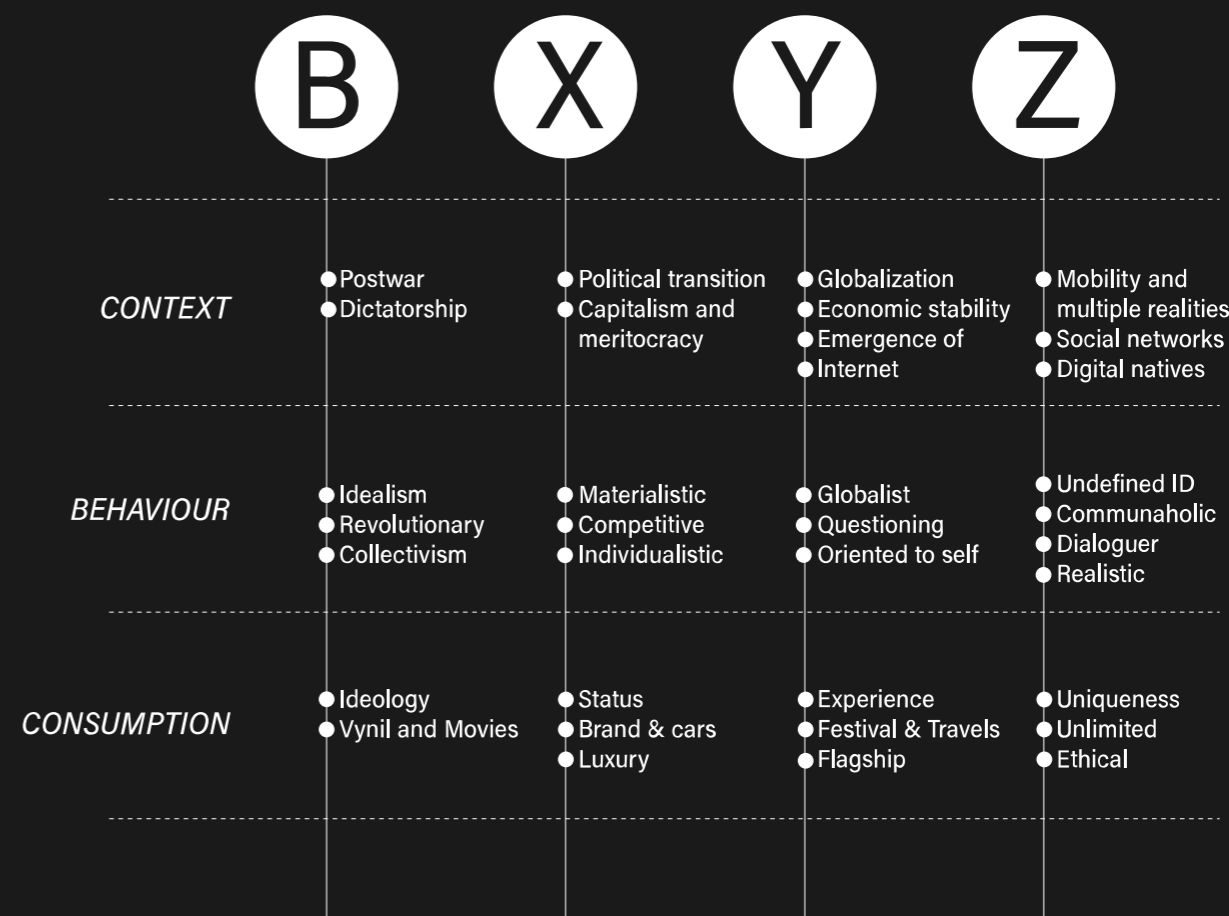 B
X
Y
Z
CONTEXT
Postwar
Dictatorship
Political transition
Capitalism and
meritocracy
Globalization
Economic stability
Emergence of
Internet
Mobility and
multiple realities
Social networks
Digital natives
BEHAVIOUR
Idealism
Revolutionary
Collectivism
Materialistic
Competitive
Individualistic
Globalist
Questioning
Oriented to self
Undefined ID
Communaholic
Dialoguer
Realistic
CONSUMPTION
Ideology
Vynil and Movies
Status
Brand & cars
Luxury
Experience
Festival & Travels
Flagship
Uniqueness
Unlimited
Ethical